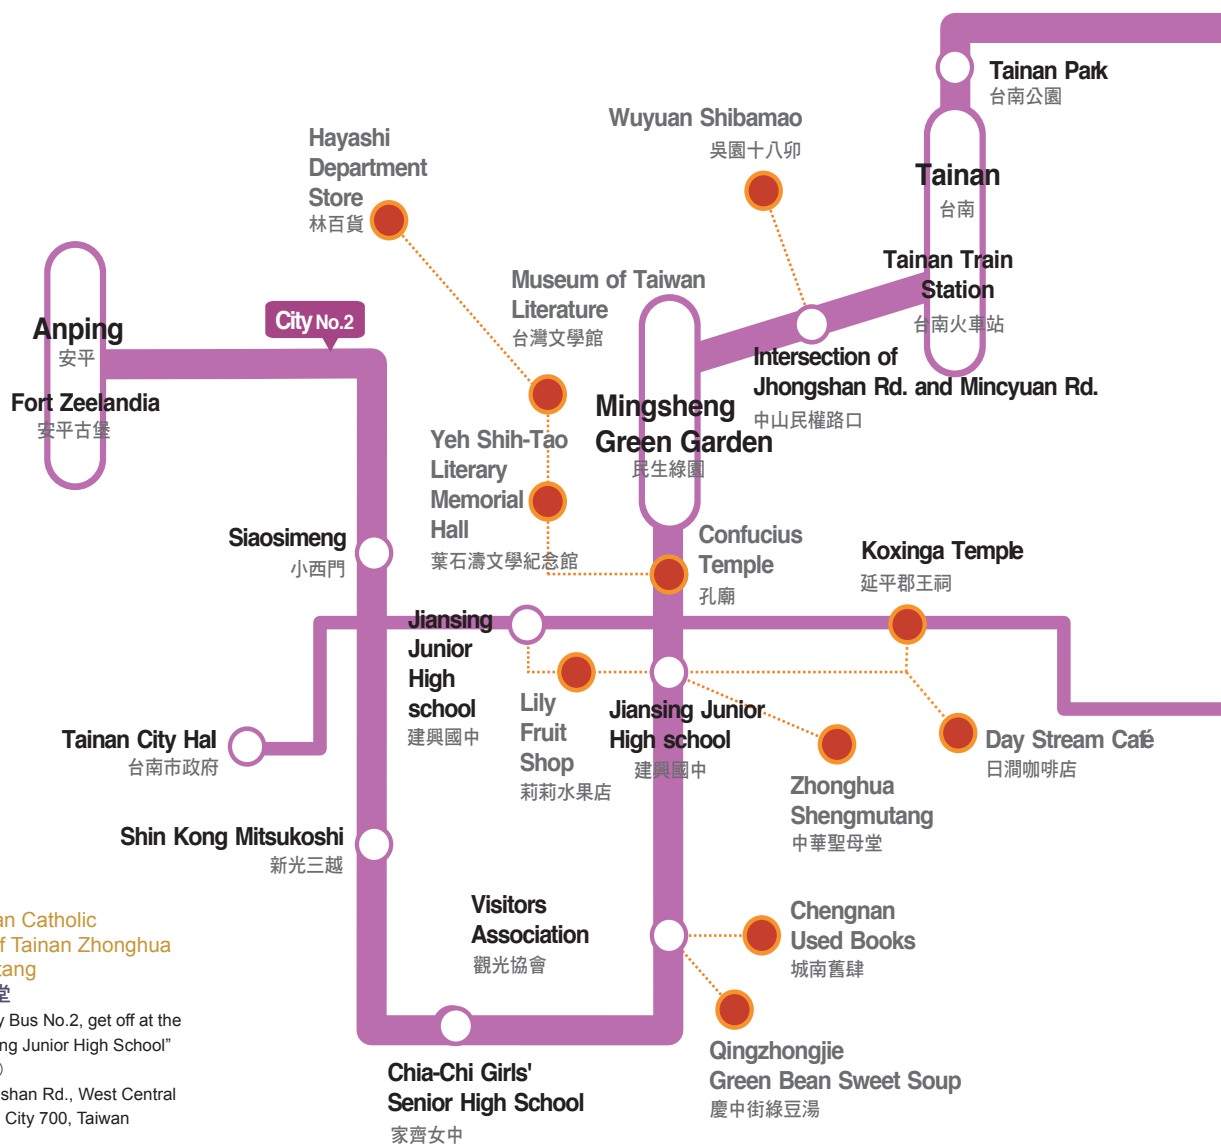 Tainan Park
台南公園
Wuyuan Shibamao
吳園十八卯
Hayashi
Department
Store
林百貨
Tainan
台南
Tainan Train
Station
台南火車站
Museum of Taiwan
Literature
台灣文學館
City No.2
Anping
安平
Fort Zeelandia
安平古堡
Intersection of
Jhongshan Rd. and Mincyuan Rd.
中山民權路口
Mingsheng
Green Garden
民生綠園
Yeh Shih-Tao
Literary
Memorial
Hall
葉石濤文學紀念館
Siaosimeng
小西門
Confucius
Temple
孔廟
Koxinga Temple
延平郡王祠
Jiansing
Junior
High
school
建興國中
Lily
Fruit
Shop
莉莉水果店
Jiansing Junior
High school
建興國中
Tainan City Hall
台南市政府
Day Stream Café
日澗咖啡店
Zhonghua
Shengmutang
中華聖母堂
Shin Kong Mitsukoshi
新光三越
Visitors
Association
觀光協會
Chengnan
Used Books
城南舊肆
Qingzhongjie
Green Bean Sweet Soup
慶中街綠豆湯
Chia-Chi Girls'
Senior High School
家齊女中
an Catholic
f Tainan Zhonghua
tang
堂
y Bus No.2, get off at the
ng Junior High School”
)
shan Rd., West Central
City 700, Taiwan